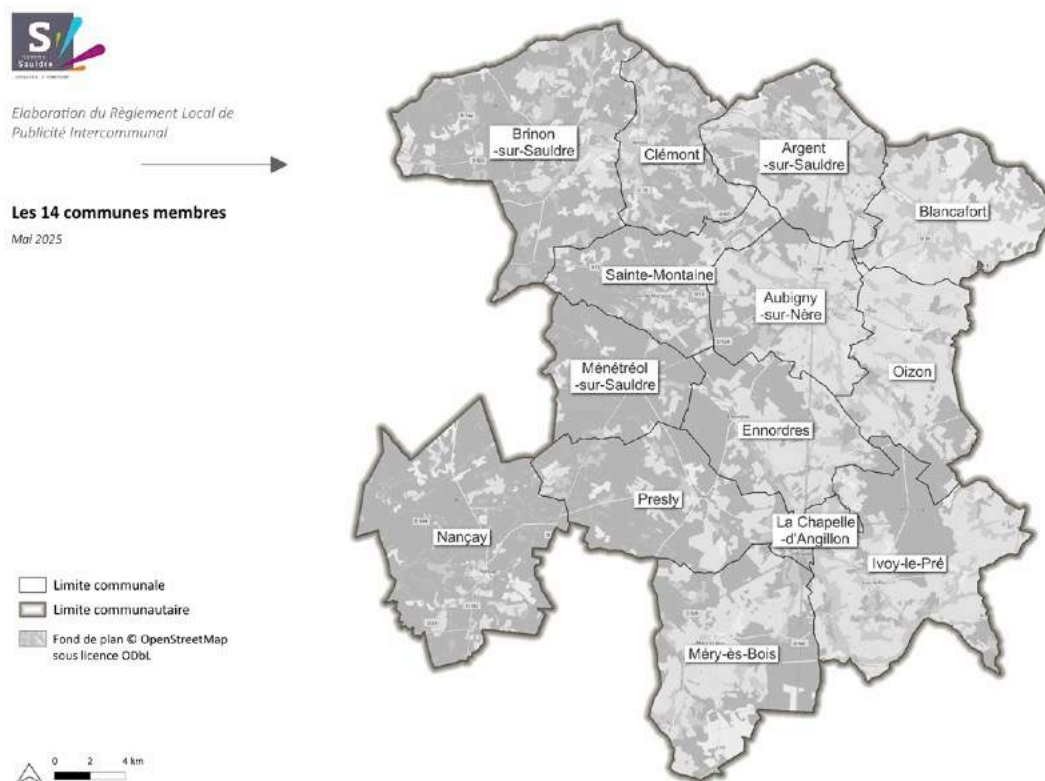 S
Sauldre
Elaboration du Règlement Local de
Publicité Intercommunal
Les 14 communes membres
Mai 2025
Brinon
-sur-Sauldre
Clémont
Argent
-sur-Sauldre
Blancafort
Sainte-Montaine
Aubigny
-sur-Nère
Oizon
Ménétréol
-sur-Sauldre
Ennordres
Presly
Nançay
La Chapelle
-d'Angillon
Ivoy-le-Pré
Méry-ès-Bois
Limite communale
Limite communautaire
Fond de plan © OpenStreetMap
sous licence ODbL
0 2 4 km